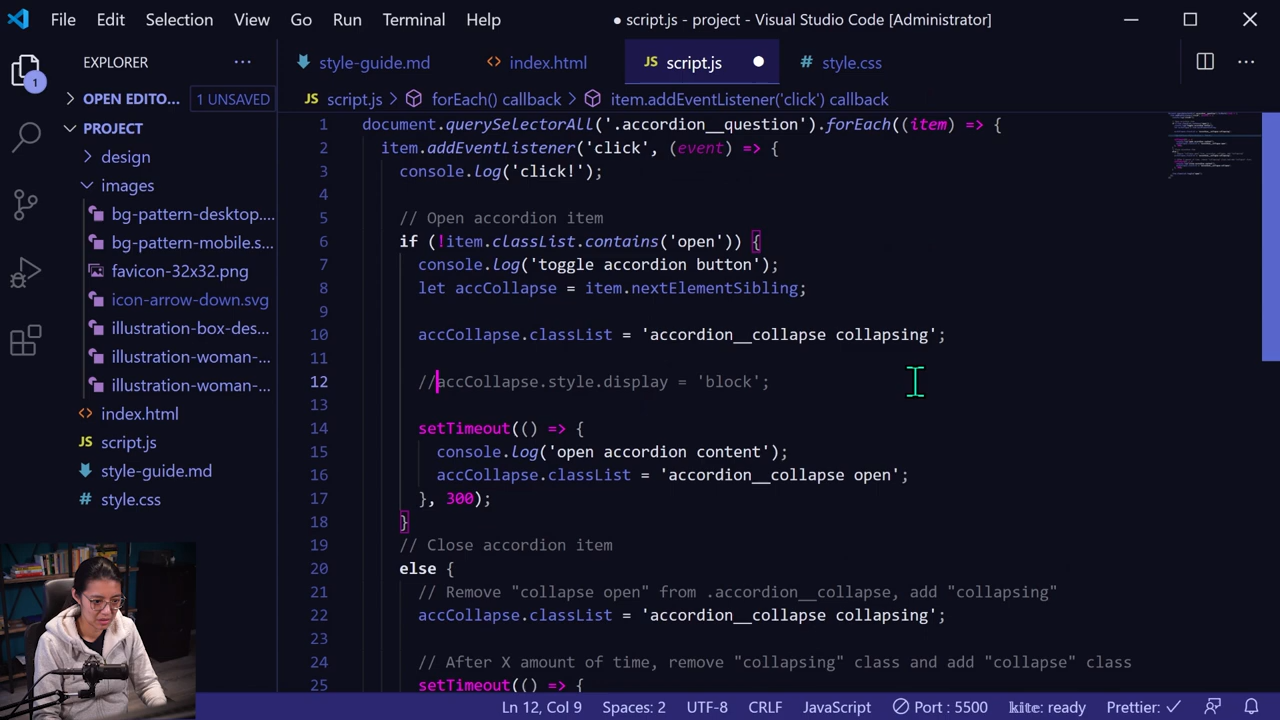 File Edit Selection View Go Run Terminal Help
● script.js - project - Visual Studio Code [Administrator]
EXPLORER ···
style-guide.md index.html script.js style.css ···
1
OPEN EDITO... 1 UNSAVED
script.js > forEach() callback > item.addEventListener('click') callback
PROJECT
design
images
bg-pattern-desktop....
bg-pattern-mobile.s...
favicon-32x32.png
icon-arrow-down.svg
illustration-box-des...
illustration-woman-...
illustration-woman-...
index.html
script.js
style-guide.md
style.css
1 document.querySelectorAll('.accordion__question').forEach((item) => {
2 item.addEventListener('click', (event) => {
3 console.log('click');
4
5 // Open accordion item
6 if (!item.classList.contains('open')) {
7 console.log('toggle accordion button');
8 let accCollapse = item.nextElementSibling;
9
10 accCollapse.classList = 'accordion__collapse collapsing';
11
12 //accCollapse.style.display = 'block';
13
14 setTimeout(() => {
15 console.log('open accordion content');
16 accCollapse.classList = 'accordion__collapse open';
17 }, 300);
18 }
19 // Close accordion item
20 else {
21 // Remove "collapse open" from .accordion__collapse, add "collapsing"
22 accCollapse.classList = 'accordion__collapse collapsing';
23
24 // After X amount of time, remove "collapsing" class and add "collapse" class
25 setTimeout(() => {
Ln 12, Col 9 Spaces: 2 UTF-8 CRLF JavaScript Port : 5500 kite: ready Prettier: ✓